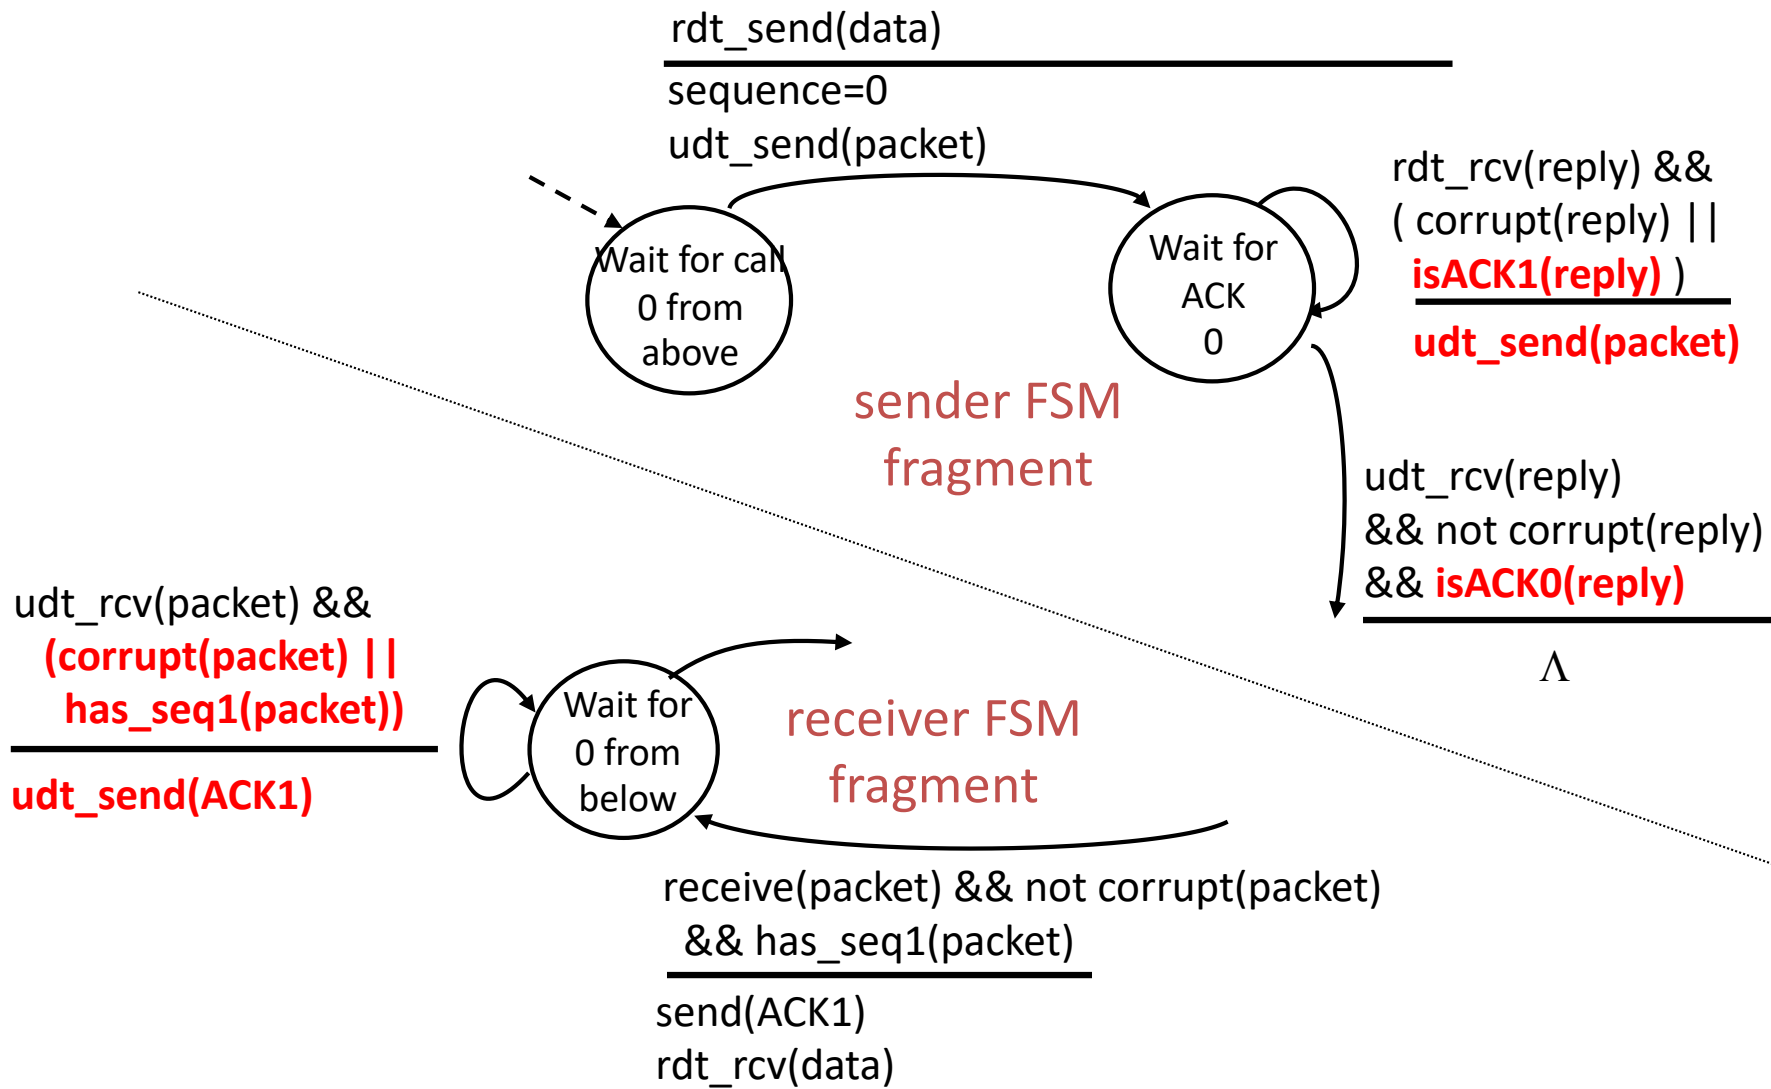 rdt_send(data)
sequence=0
udt_send(packet)
Wait for call
0 from
above
Wait for
ACK
0
rdt_rcv(reply) &&
( corrupt(reply) ||
isACK1(reply) )
udt_send(packet)
sender FSM
fragment
udt_rcv(reply)
&& not corrupt(reply)
&& isACK0(reply)
Λ
udt_rcv(packet) &&
(corrupt(packet) ||
has_seq1(packet))
udt_send(ACK1)
Wait for
0 from
below
receiver FSM
fragment
receive(packet) && not corrupt(packet)
&& has_seq1(packet)
send(ACK1)
rdt_rcv(data)